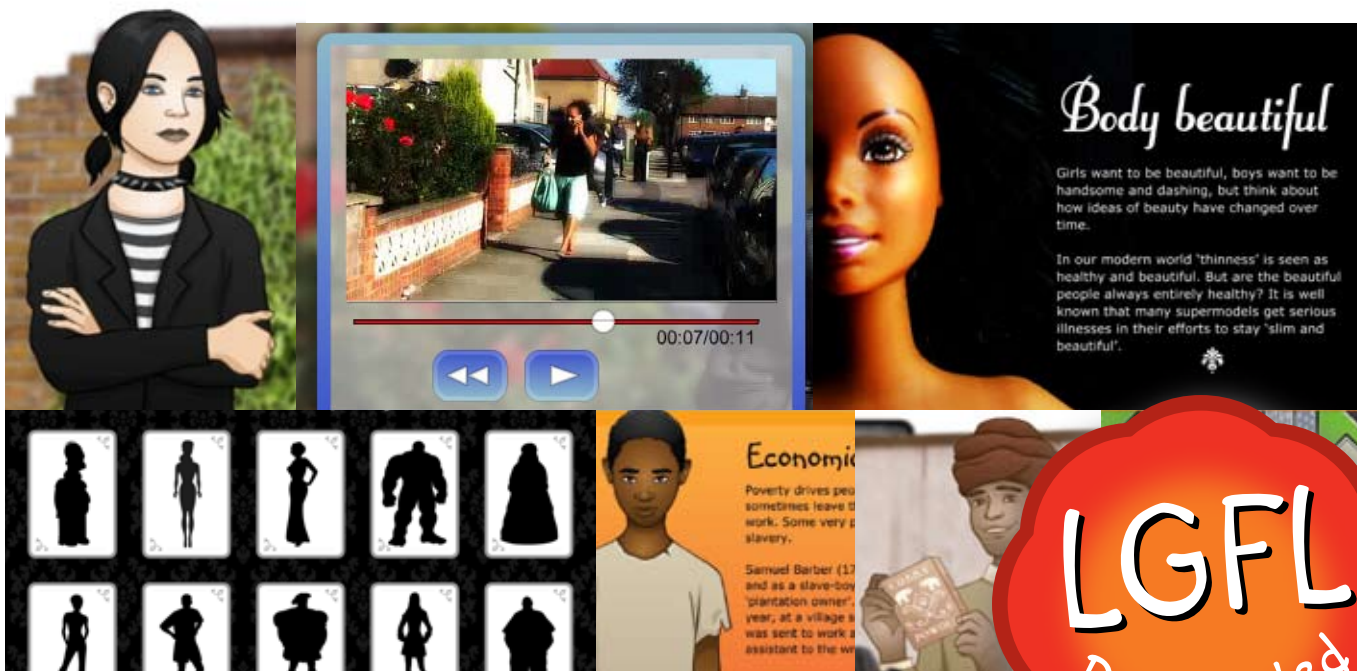 Body beautiful
Girls want to be beautiful, boys want to be
handsome and dashing, but think about
how ideas of beauty have changed over
time.
In our modern world 'thinness' is seen as
healthy and beautiful. But are the beautiful
people always entirely healthy? It is well
known that many supermodels get serious
illnesses in their efforts to stay 'slim and
beautiful'.
00:07/00:11
Economic
Poverty drives peo
sometimes leave t
work. Some very p
slavery.
Samuel Barber (17
and as a slave-boy
'plantation owner'.
year, at a village s
was sent to work a
assistant to the wr
LGFL